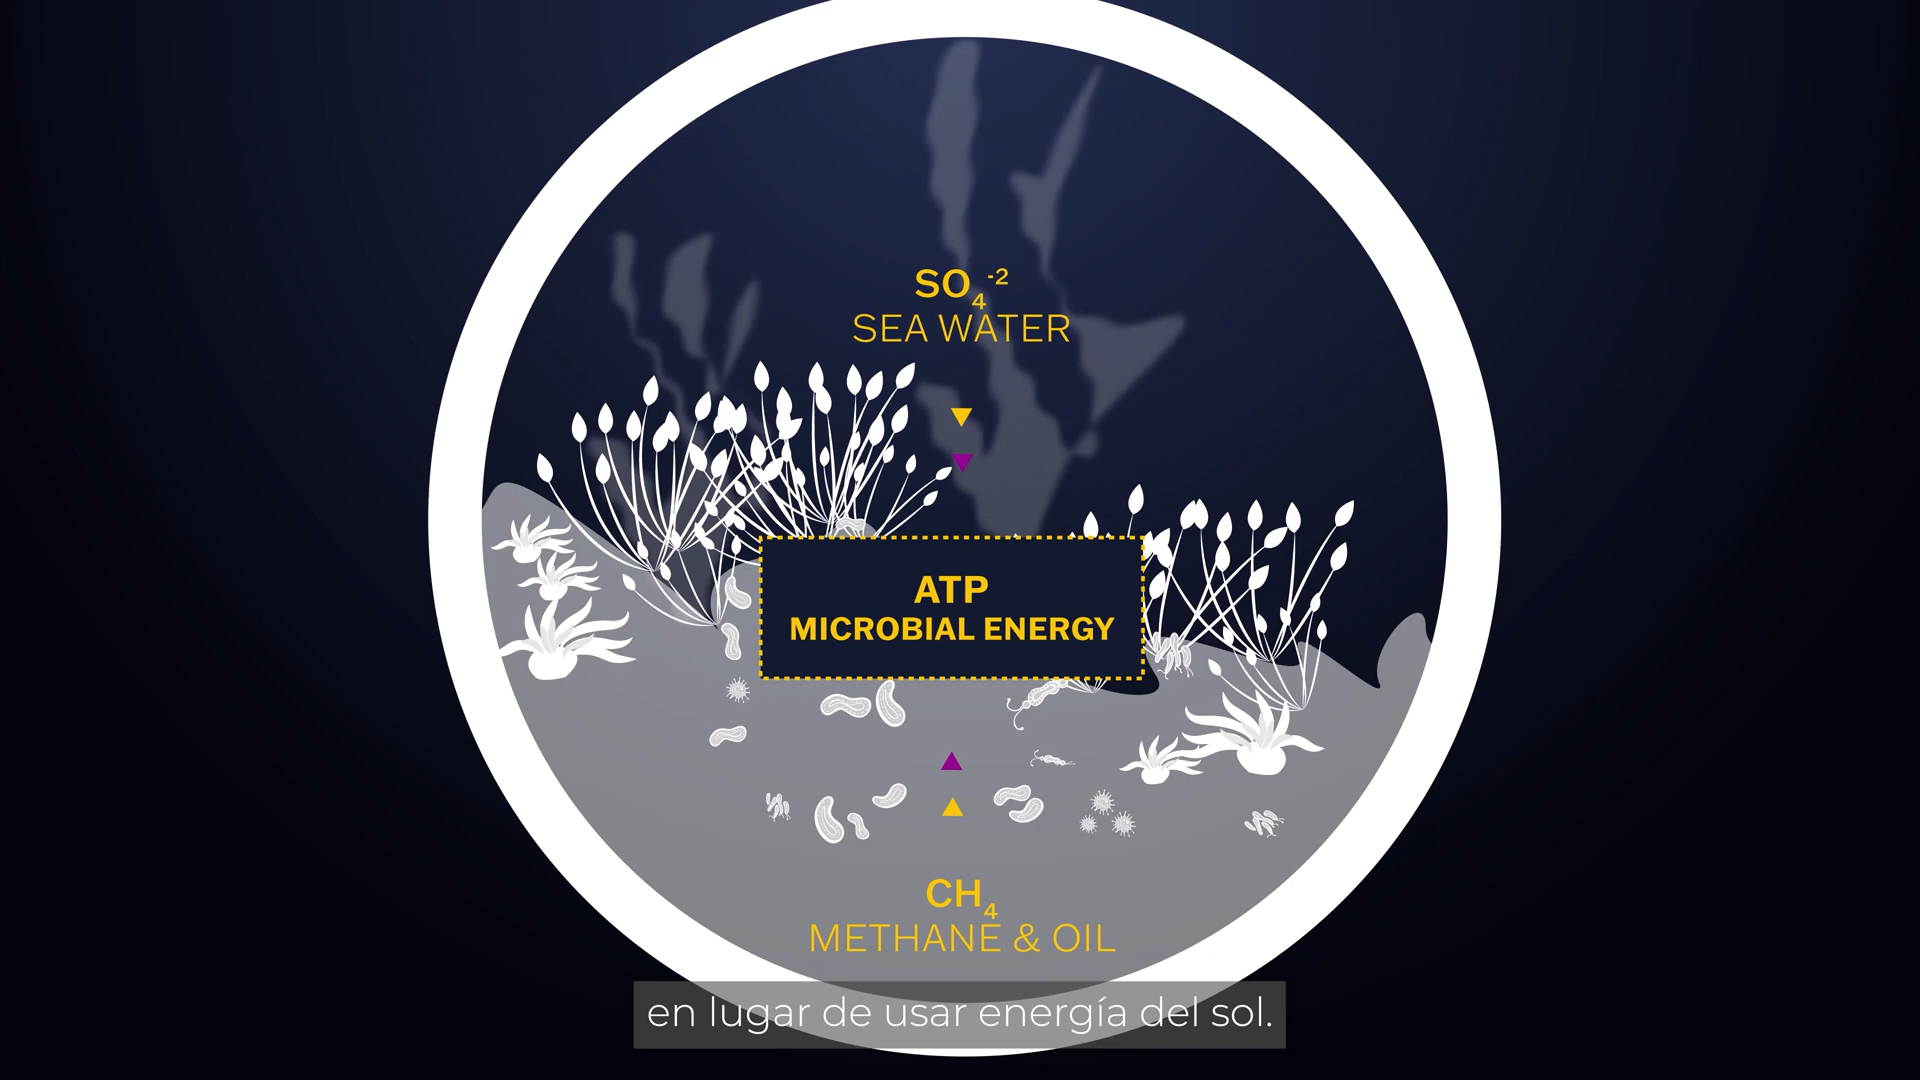 SO₄⁻²
SEA WATER
ATP
MICROBIAL ENERGY
CH₄
METHANE & OIL
en lugar de usar energía del sol.